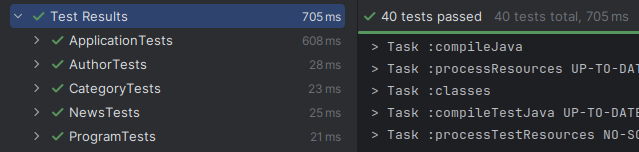 Test Results 705 ms
ApplicationTests 608 ms
AuthorTests 28 ms
CategoryTests 23 ms
NewsTests 25 ms
ProgramTests 21 ms
40 tests passed 40 tests total, 705 ms
> Task :compileJava
> Task :processResources UP-TO-DAT
> Task :classes
> Task :compileTestJava UP-TO-DATE
> Task :processTestResources NO-SO